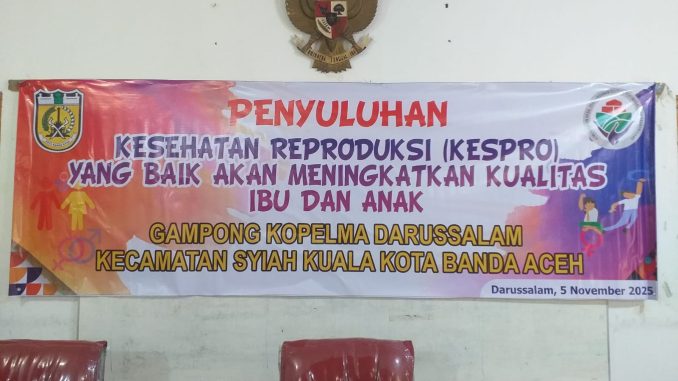 PENYULUHAN
KESEHATAN REPRODUKSI (KESPRO)
YANG BAIK AKAN MENINGKATKAN KUALITAS
IBU DAN ANAK
GAMPONG KOPELMA DARUSSALAM
KECAMATAN SYIAH KUALA KOTA BANDA ACEH
Darussalam, 5 November 2025